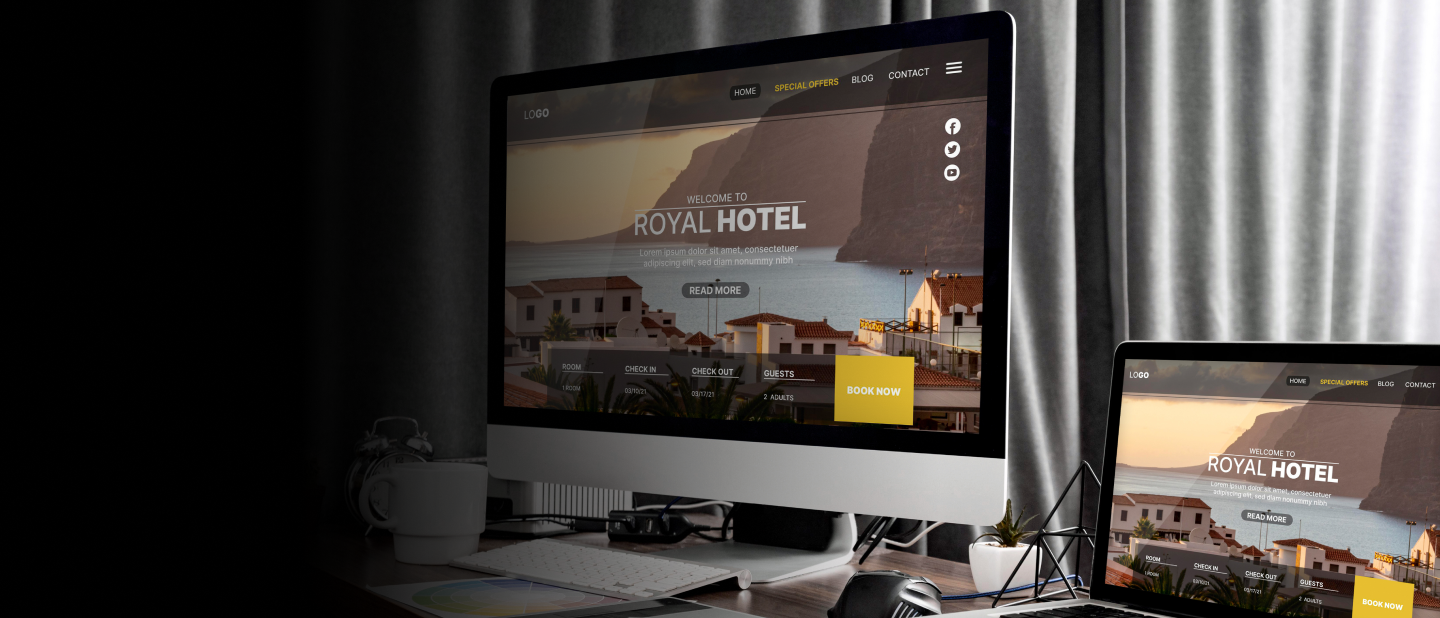 LOGO
HOME SPECIAL OFFERS BLOG CONTACT
WELCOME TO
ROYAL HOTEL
Lorem ipsum dolor sit amet, consectetuer
adipiscing elit, sed diam nonummy nibh
READ MORE
ROOM CHECK IN CHECK OUT GUESTS
1 ROOM 03/10/21 03/17/21 2 ADULTS
BOOK NOW
LOGO
HOME SPECIAL OFFERS BLOG CONTACT
WELCOME TO
ROYAL HOTEL
Lorem ipsum dolor sit amet, consectetuer
adipiscing elit, sed diam nonummy nibh
READ MORE
ROOM CHECK IN CHECK OUT GUESTS
1 ROOM 03/10/21 03/17/21 2 ADULTS
BOOK NOW